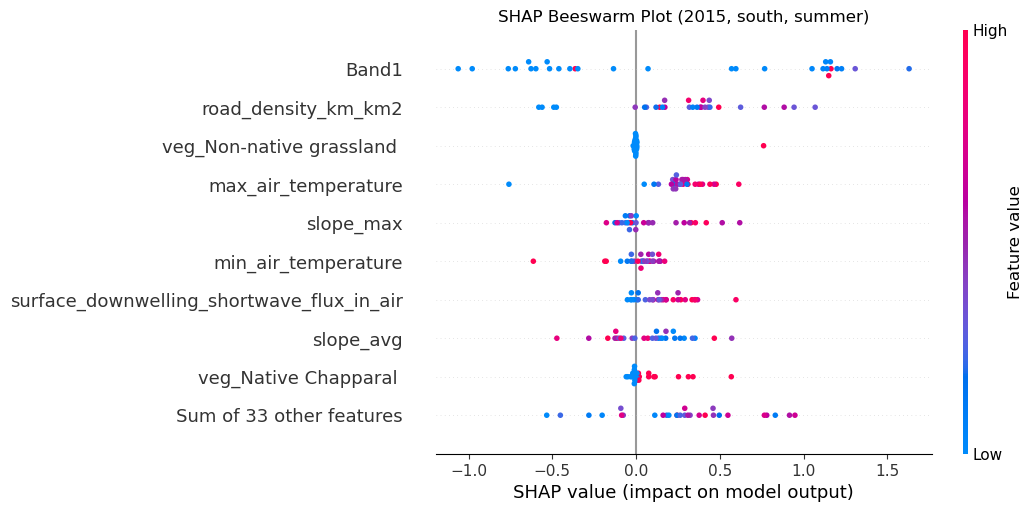 SHAP Beeswarm Plot (2015, south, summer)
High
Band1
road_density_km_km2
veg_Non-native grassland
max_air_temperature
slope_max
min_air_temperature
surface_downwelling_shortwave_flux_in_air
slope_avg
veg_Native Chapparal
Sum of 33 other features
Feature value
Low
−1.0 −0.5 0.0 0.5 1.0 1.5
SHAP value (impact on model output)